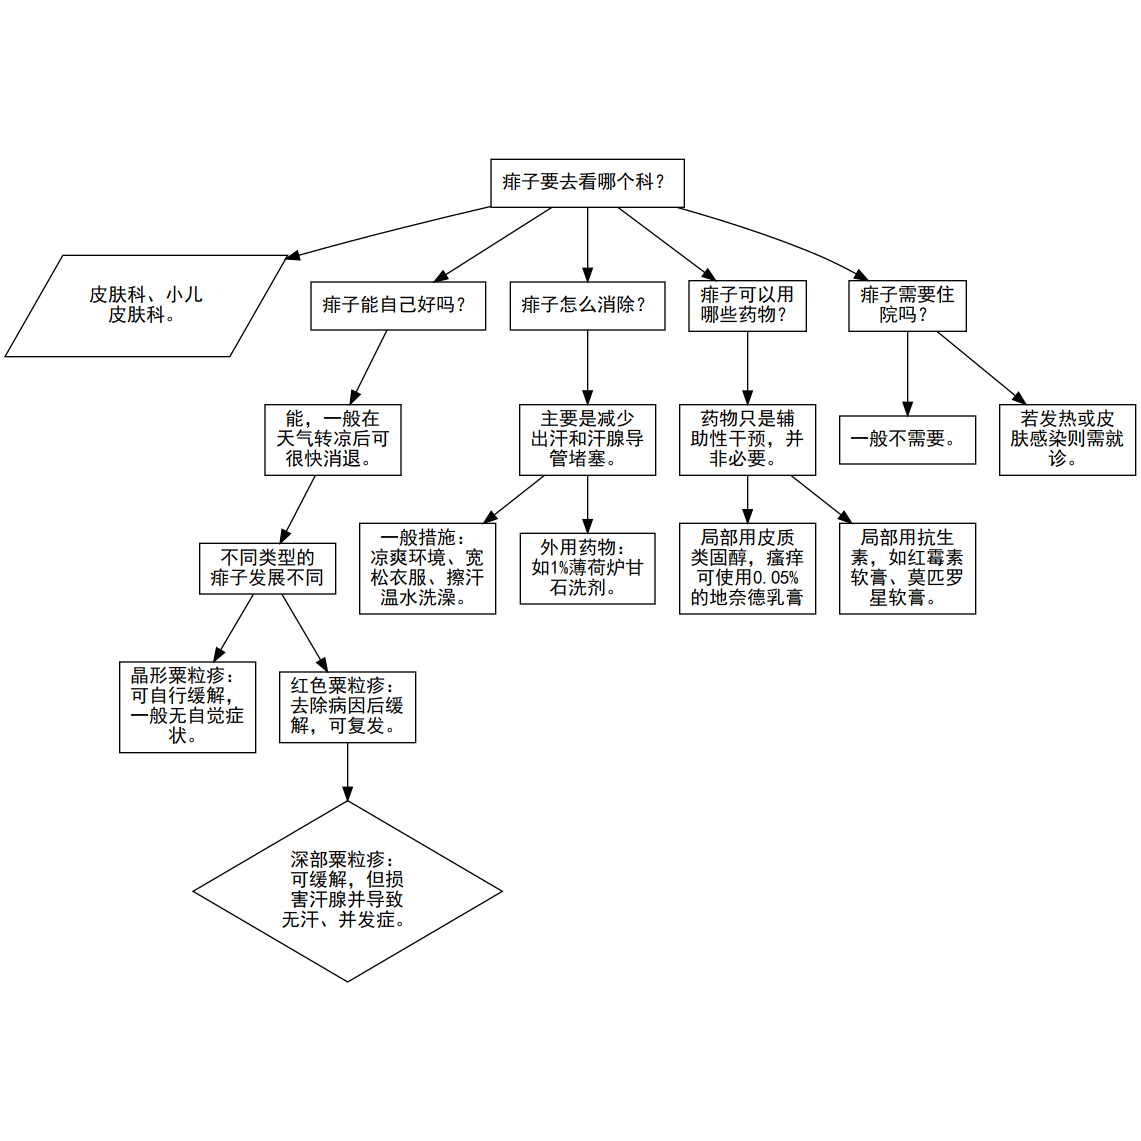 痱子要去看哪个科？
皮肤科、小儿
皮肤科。
痱子能自己好吗？
痱子怎么消除？
痱子可以用
哪些药物？
痱子需要住
院吗？
能，一般在
天气转凉后可
很快消退。
主要是减少
出汗和汗腺导
管堵塞。
药物只是辅
助性干预，并
非必要。
一般不需要。
若发热或皮
肤感染则需就
诊。
不同类型的
痱子发展不同
一般措施：
凉爽环境、宽
松衣服、擦汗
温水洗澡。
外用药物：
如1%薄荷炉甘
石洗剂。
局部用皮质
类固醇，瘙痒
可使用0.05%
的地奈德乳膏
局部用抗生
素，如红霉素
软膏、莫匹罗
星软膏。
晶形粟粒疹：
可自行缓解，
一般无自觉症
状。
红色粟粒疹：
去除病因后缓
解，可复发。
深部粟粒疹：
可缓解，但损
害汗腺并导致
无汗、并发症。